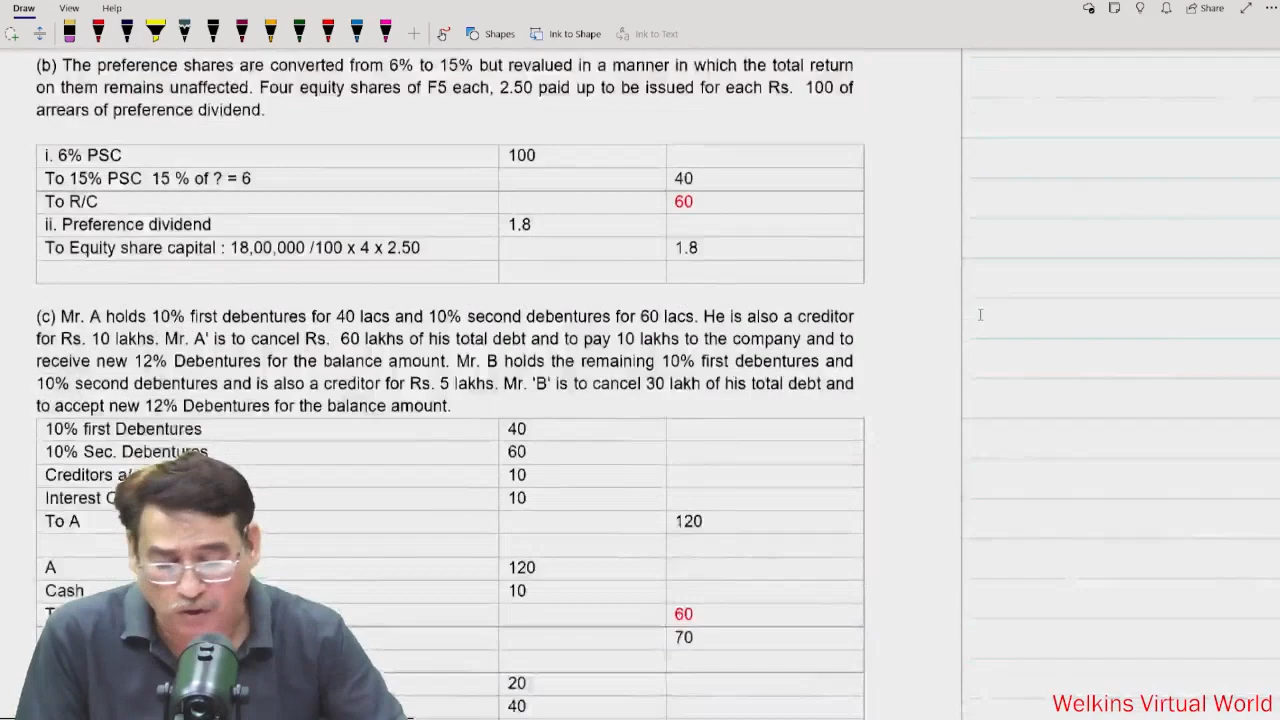 Draw View Help
Share
Shapes Ink to Shape Ink to Text
(b) The preference shares are converted from 6% to 15% but revalued in a manner in which the total return
on them remains unaffected. Four equity shares of F5 each, 2.50 paid up to be issued for each Rs. 100 of
arrears of preference dividend.
i. 6% PSC 100
To 15% PSC 15 % of ? = 6 40
To R/C 60
ii. Preference dividend 1.8
To Equity share capital : 18,00,000 /100 x 4 x 2.50 1.8
(c) Mr. A holds 10% first debentures for 40 lacs and 10% second debentures for 60 lacs. He is also a creditor
for Rs. 10 lakhs. Mr. A' is to cancel Rs. 60 lakhs of his total debt and to pay 10 lakhs to the company and to
receive new 12% Debentures for the balance amount. Mr. B holds the remaining 10% first debentures and
10% second debentures and is also a creditor for Rs. 5 lakhs. Mr. 'B' is to cancel 30 lakh of his total debt and
to accept new 12% Debentures for the balance amount.
10% first Debentures 40
10% Sec. Debentures 60
Creditors 10
Interest 10
To A 120
A 120
Cash 10
60
70
20
40
Welkins Virtual World